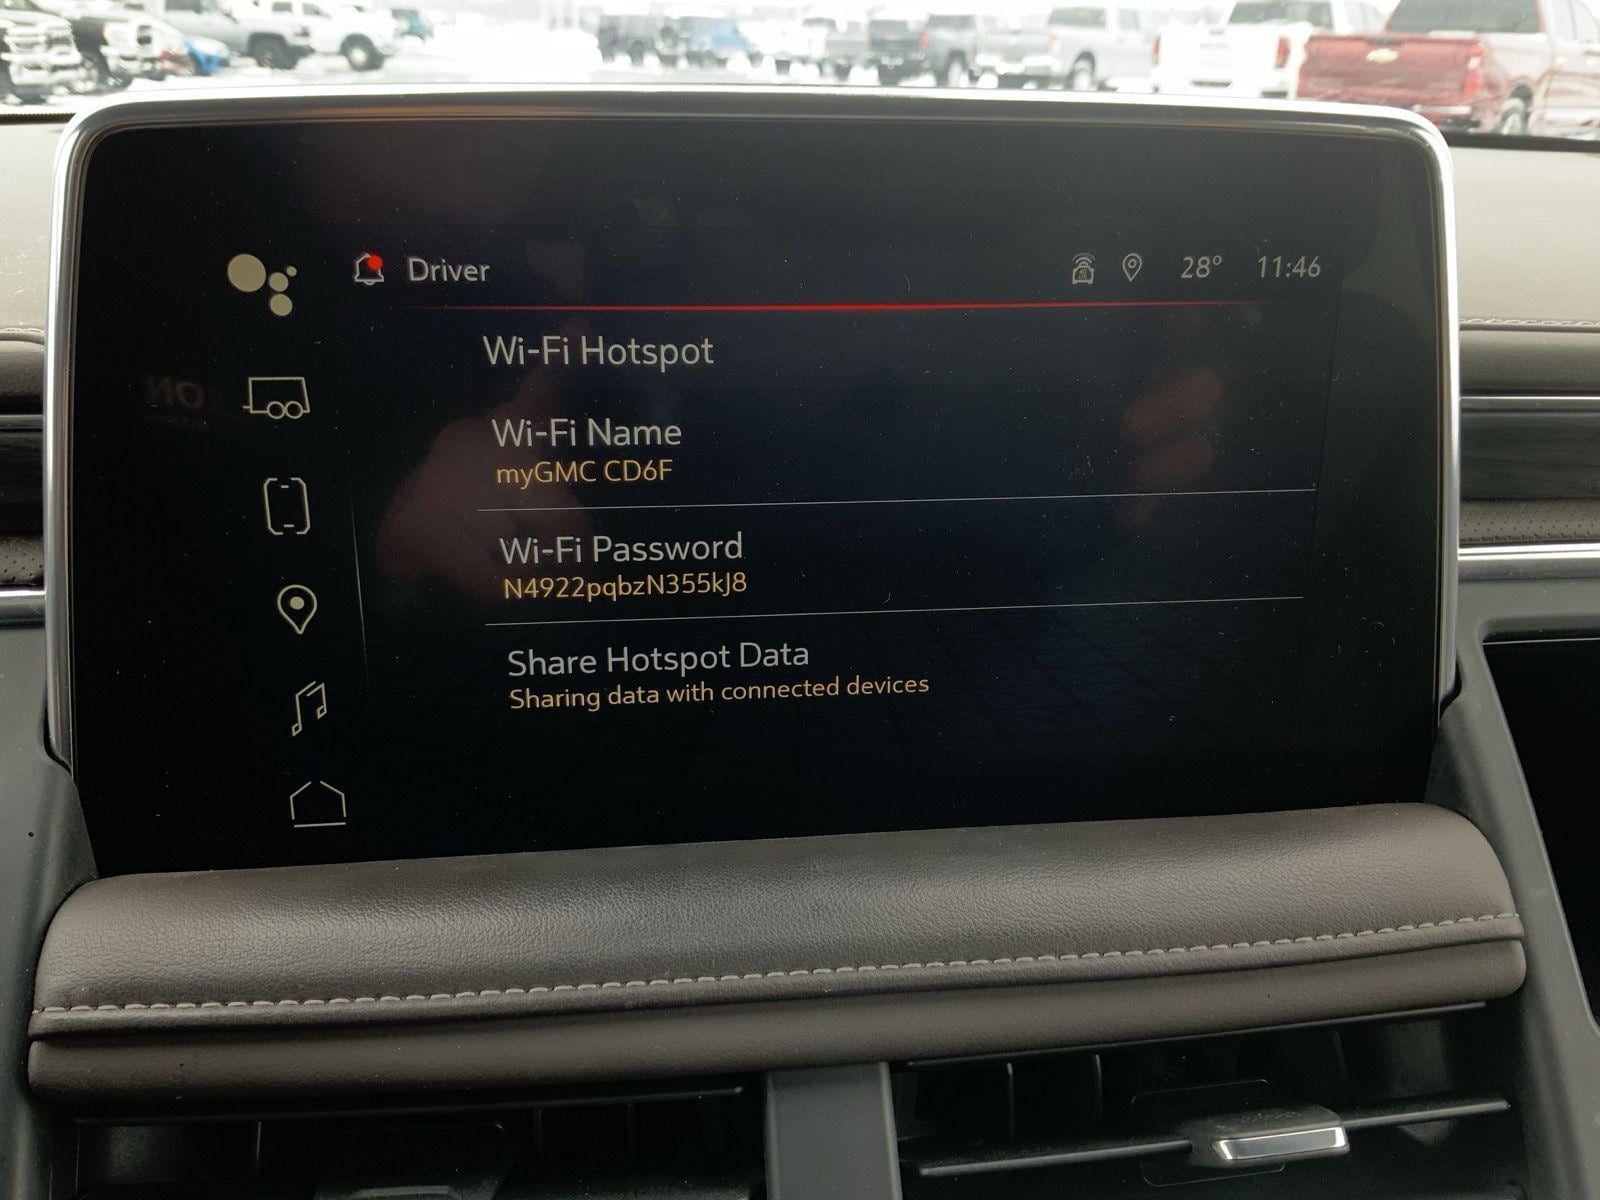 Driver
28° 11:46
Wi-Fi Hotspot
Wi-Fi Name
myGMC CD6F
Wi-Fi Password
N4922pqbzN355kJ8
Share Hotspot Data
Sharing data with connected devices